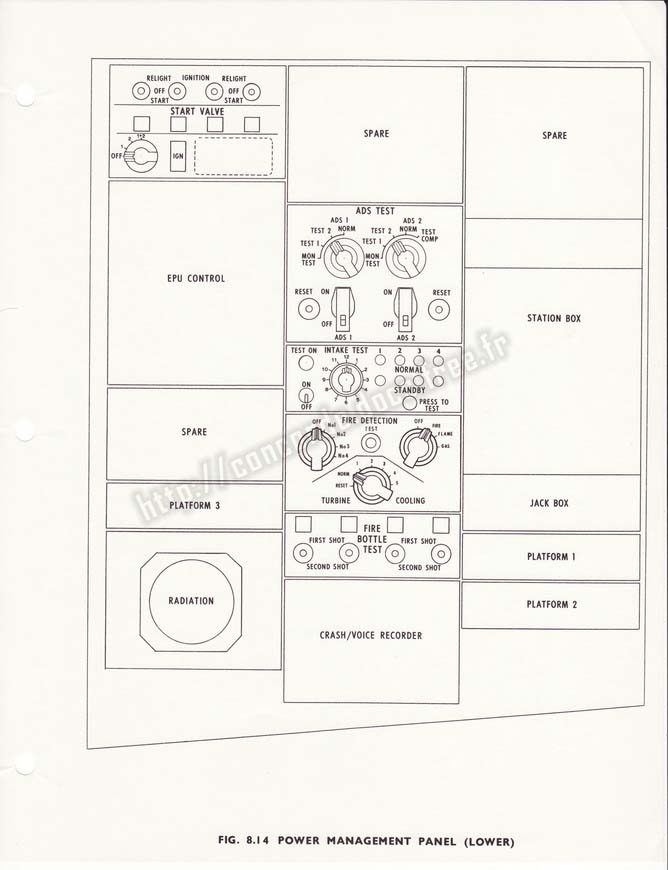 RELIGHT IGNITION RELIGHT
OFF OFF
START START
START VALVE
OFF 1 2 1+2
IGN
EPU CONTROL
SPARE
PLATFORM 3
RADIATION
SPARE
ADS TEST
ADS 1 ADS 2
TEST 2 NORM TEST 2 NORM TEST
COMP
TEST 1 TEST 1
MON MON
TEST TEST
RESET ON ON RESET
OFF OFF
ADS 1 ADS 2
TEST ON INTAKE TEST 1 2 3 4
12 1 2 3 4 5 6 7 8 9 10 11
NORMAL
ON STANDBY
OFF PRESS TO
TEST
FIRE DETECTION
OFF No1 TEST OFF FIRE
No2 FLAME
No3 GAS
No4
1 2 3 4 5
NORM
RESET
TURBINE COOLING
FIRE
FIRST SHOT BOTTLE FIRST SHOT
TEST
SECOND SHOT SECOND SHOT
CRASH/VOICE RECORDER
SPARE
STATION BOX
JACK BOX
PLATFORM 1
PLATFORM 2
FIG. 8.14 POWER MANAGEMENT PANEL (LOWER)